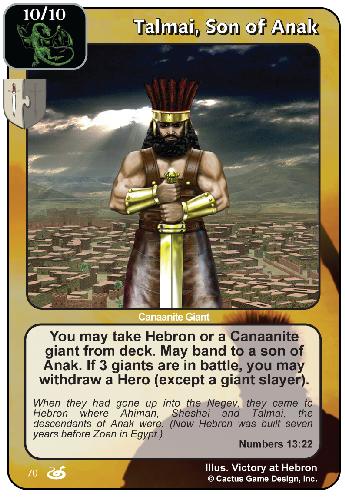 10/10
Talmai, Son of Anak
Canaanite Giant
You may take Hebron or a Canaanite
giant from deck. May band to a son of
Anak. If 3 giants are in battle, you may
withdraw a Hero (except a giant slayer).
When they had gone up into the Negev, they came to
Hebron where Ahiman, Sheshai and Talmai, the
descendants of Anak were. (Now Hebron was built seven
years before Zoan in Egypt.)
Numbers 13:22
70
Illus. Victory at Hebron
© Cactus Game Design, Inc.